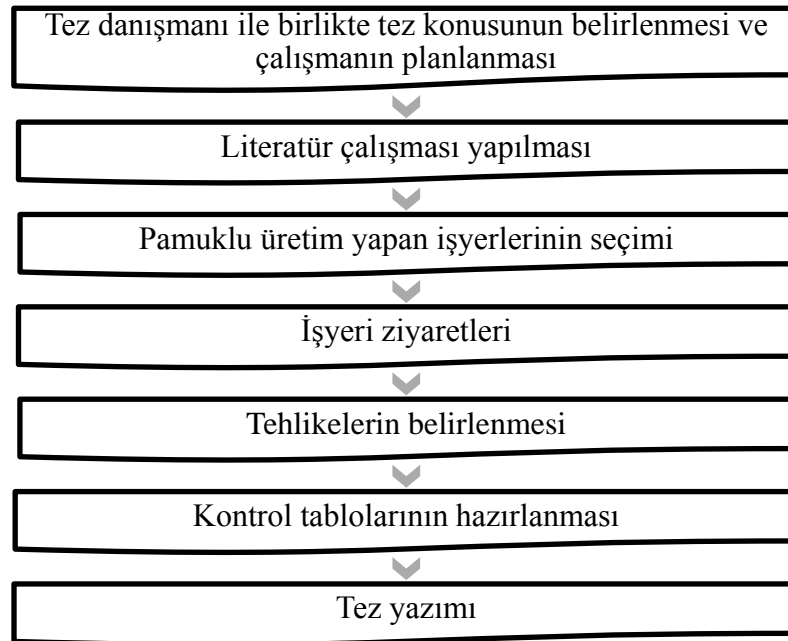 Tez danışmanı ile birlikte tez konusunun belirlenmesi ve
çalışmanın planlanması
Literatür çalışması yapılması
Pamuklu üretim yapan işyerlerinin seçimi
İşyeri ziyaretleri
Tehlikelerin belirlenmesi
Kontrol tablolarının hazırlanması
Tez yazımı